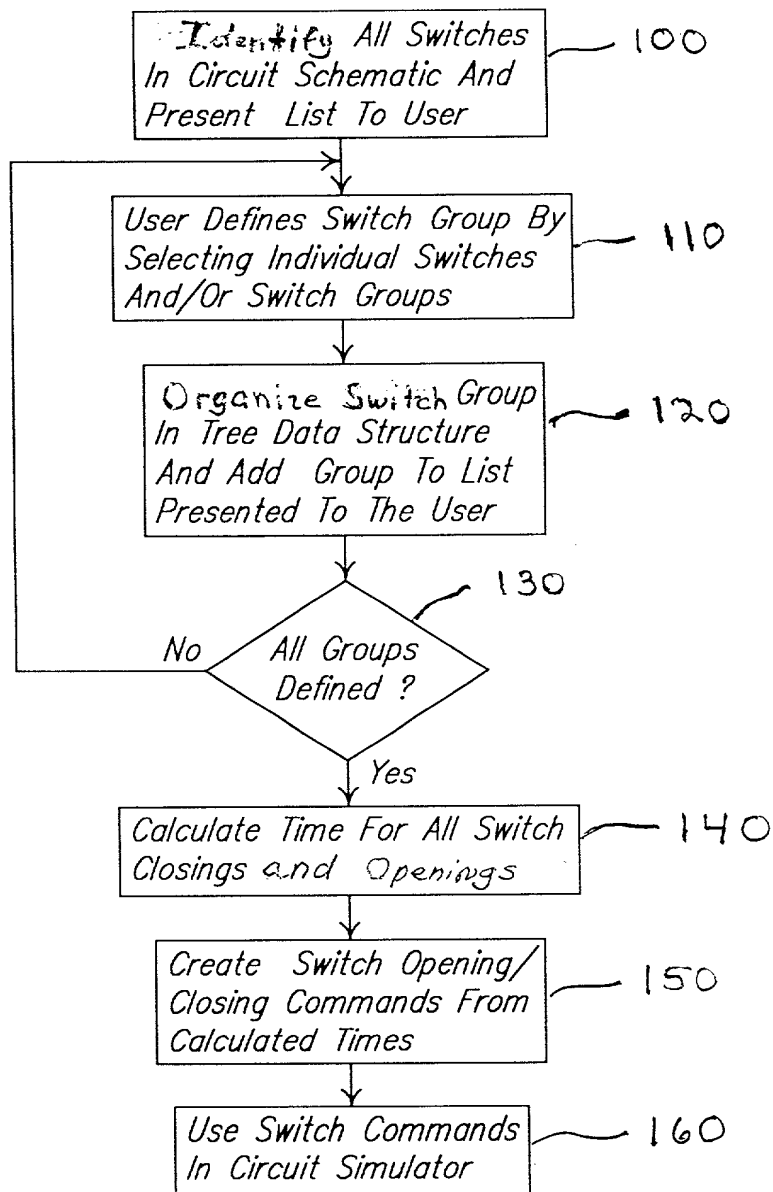 Identify All Switches
In Circuit Schematic And
Present List To User
100
User Defines Switch Group By
Selecting Individual Switches
And/Or Switch Groups
110
Organize Switch Group
In Tree Data Structure
And Add Group To List
Presented To The User
120
130
No
All Groups
Defined ?
Yes
Calculate Time For All Switch
Closings and Openings
140
Create Switch Opening/
Closing Commands From
Calculated Times
150
Use Switch Commands
In Circuit Simulator
160